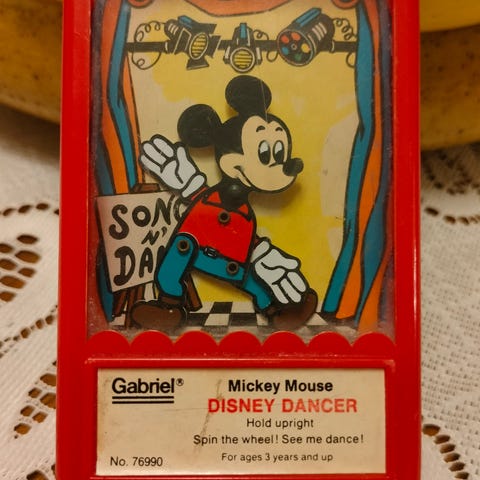 SON
N'
DA
Gabriel®
Mickey Mouse
DISNEY DANCER
Hold upright
Spin the wheel! See me dance!
No. 76990
For ages 3 years and up